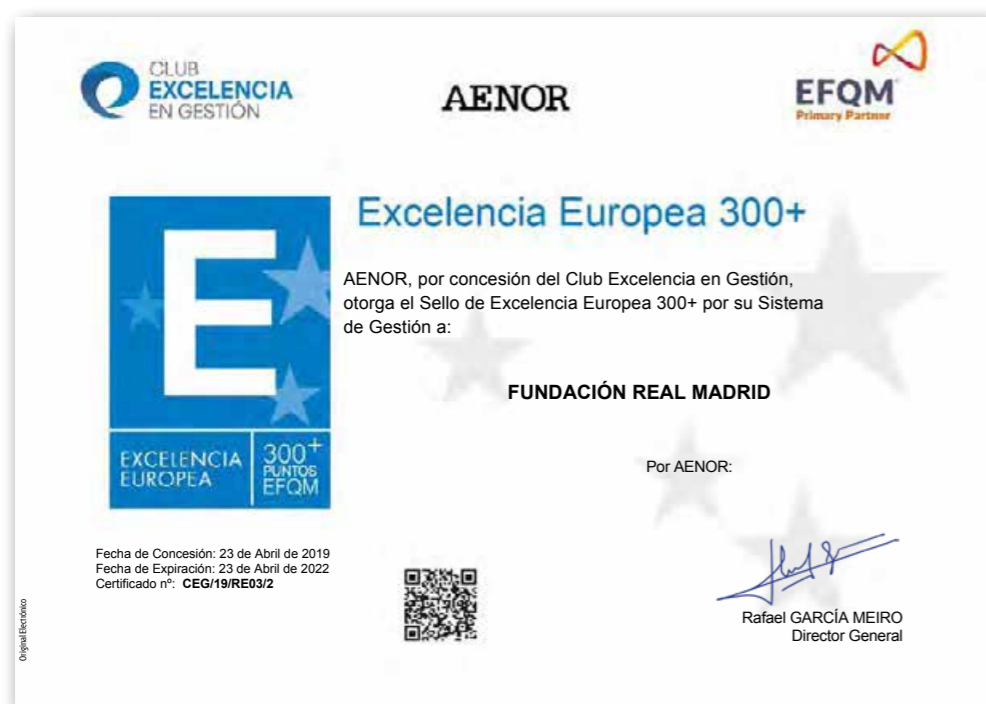 CLUB
EXCELENCIA
EN GESTIÓN
AENOR
EFQM
Primary Partner
Excelencia Europea 300+
AENOR, por concesión del Club Excelencia en Gestión,
otorga el Sello de Excelencia Europea 300+ por su Sistema
de Gestión a:
FUNDACIÓN REAL MADRID
E
EXCELENCIA
EUROPEA
300+
PUNTOS
EFQM
Por AENOR:
Fecha de Concesión: 23 de Abril de 2019
Fecha de Expiración: 23 de Abril de 2022
Certificado nº: CEG/19/RE03/2
Rafael GARCÍA MEIRO
Director General
Original Electrónico